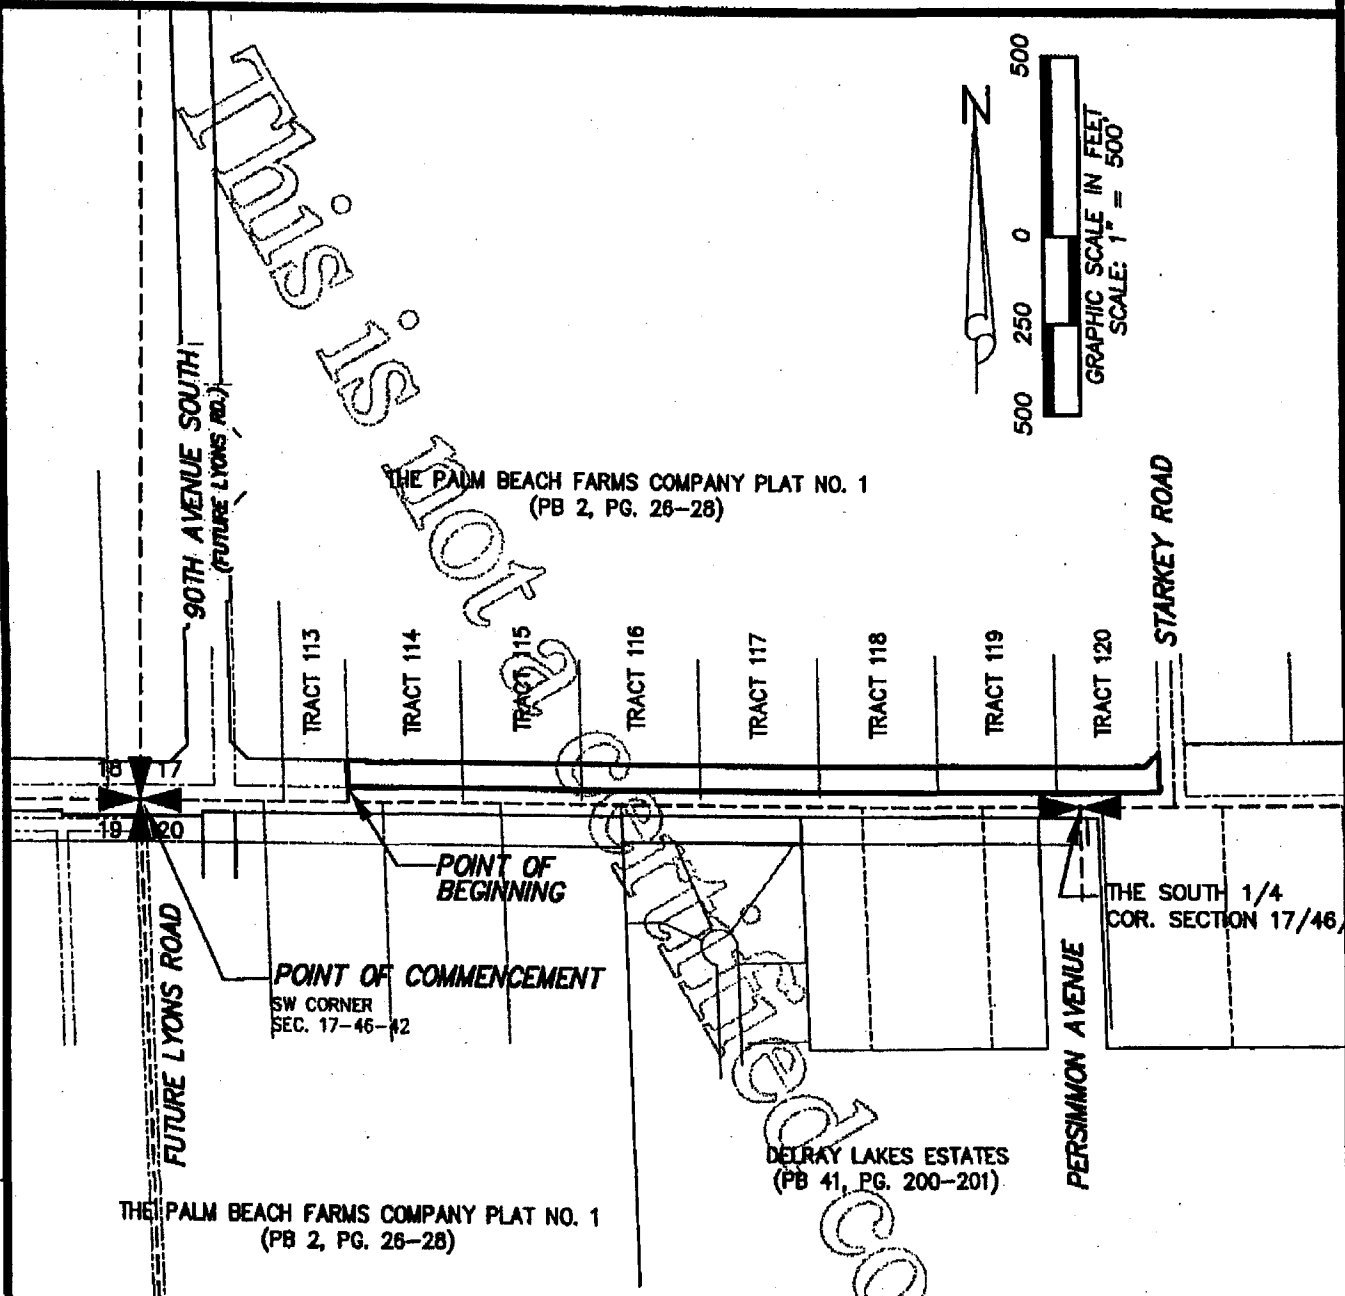 500
0
250
500
GRAPHIC SCALE IN FEET
SCALE: 1" = 500'
N
This is not a certified co
90TH AVENUE SOUTH
(FUTURE LYONS RD.)
THE PALM BEACH FARMS COMPANY PLAT NO. 1
(PB 2, PG. 26-28)
STARKEY ROAD
TRACT 113
TRACT 114
TRACT 115
TRACT 116
TRACT 117
TRACT 118
TRACT 119
TRACT 120
18 17
19 20
POINT OF
BEGINNING
THE SOUTH 1/4
COR. SECTION 17/46/
POINT OF COMMENCEMENT
SW CORNER
SEC. 17-46-42
FUTURE LYONS ROAD
PERSIMMON AVENUE
DELRAY LAKES ESTATES
(PB 41, PG. 200-201)
THE PALM BEACH FARMS COMPANY PLAT NO. 1
(PB 2, PG. 26-28)